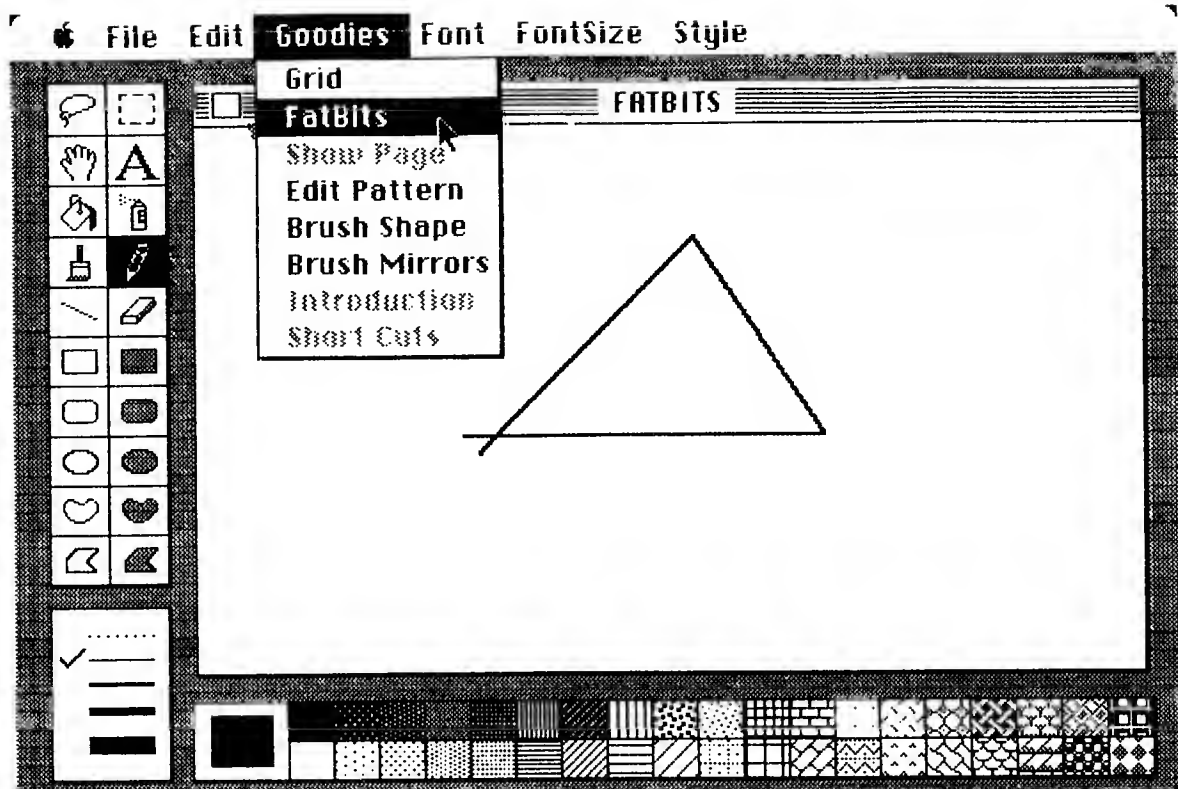 File Edit Goodies Font FontSize Style
Grid
FatBits
Show Page
Edit Pattern
Brush Shape
Brush Mirrors
Introduction
Short Cuts
FATBITS
A